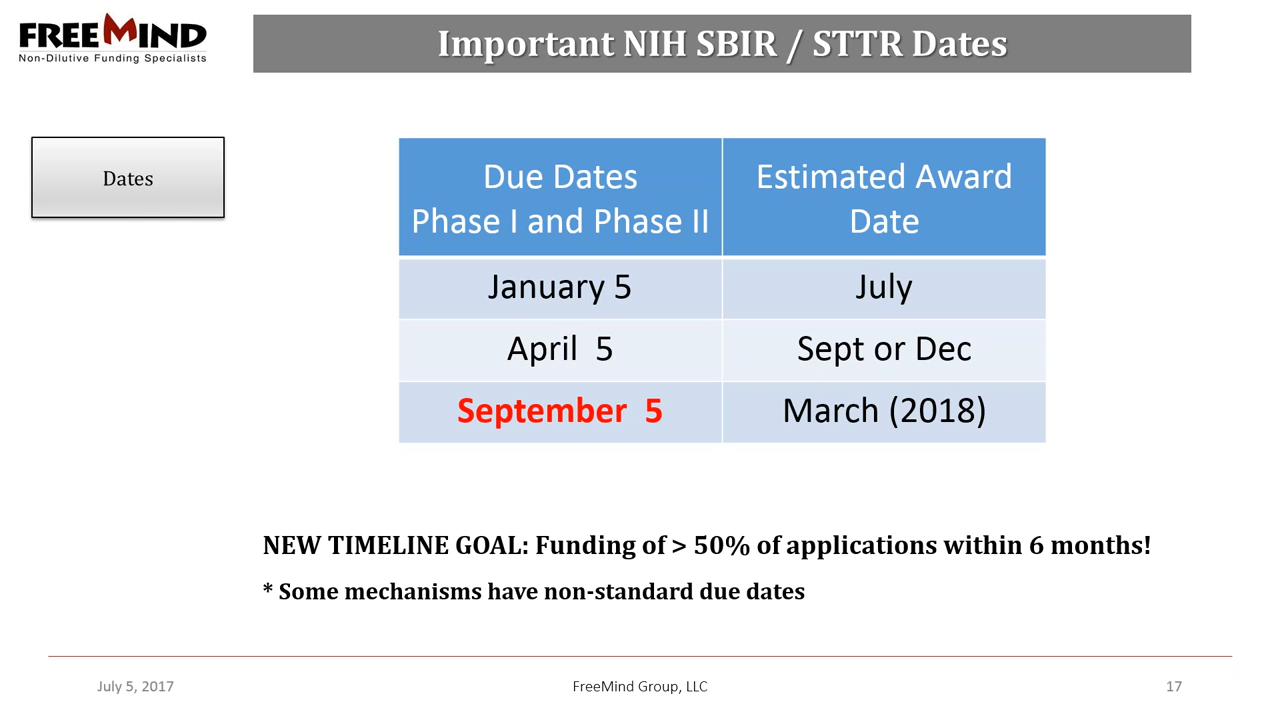 FREEMIND
Non-Dilutive Funding Specialists
Important NIH SBIR / STTR Dates
Dates
Due Dates
Phase I and Phase II
Estimated Award
Date
January 5
July
April  5
Sept or Dec
September  5
March (2018)
NEW TIMELINE GOAL: Funding of > 50% of applications within 6 months!
* Some mechanisms have non-standard due dates
July 5, 2017
FreeMind Group, LLC
17